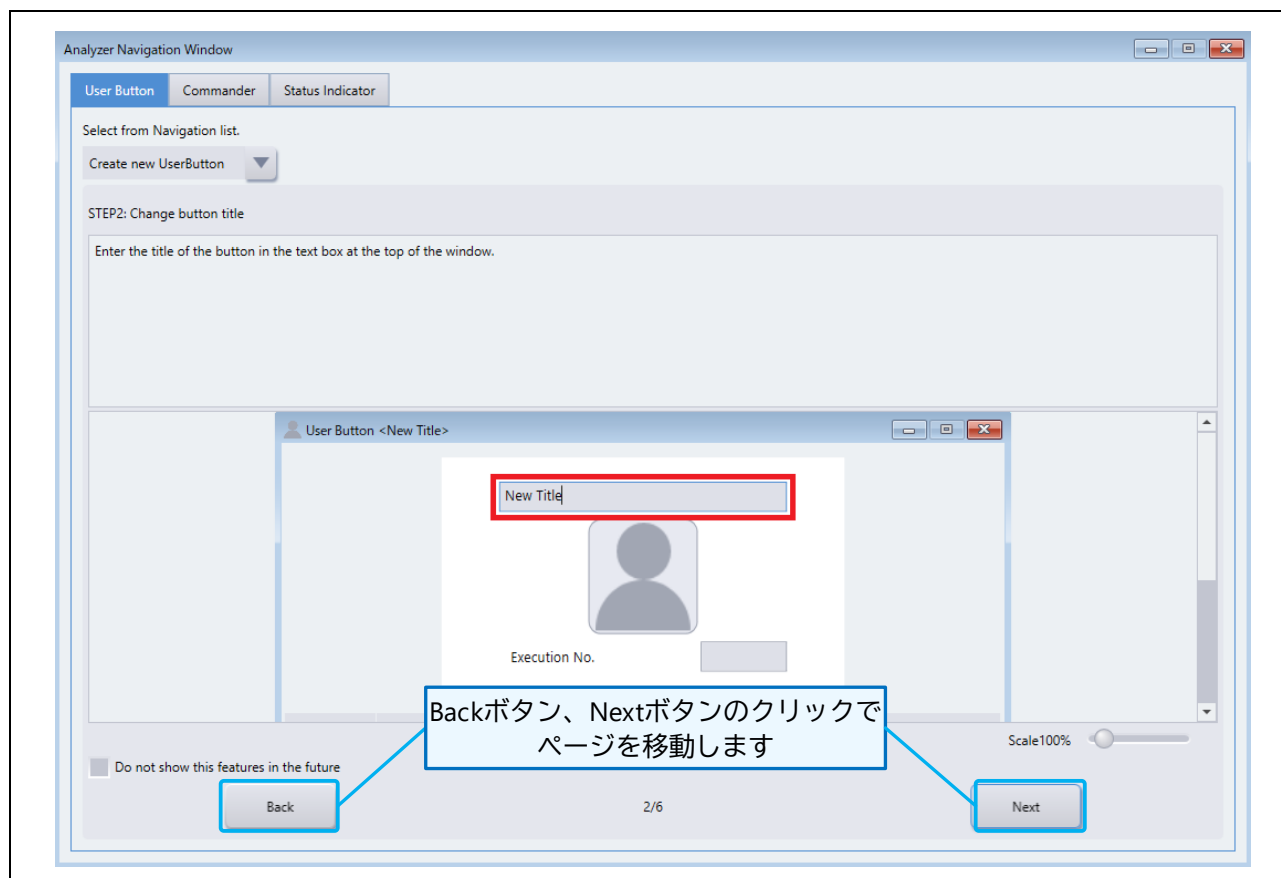 Analyzer Navigation Window
User Button
Commander
Status Indicator
Select from Navigation list.
Create new UserButton
STEP2: Change button title
Enter the title of the button in the text box at the top of the window.
User Button <New Title>
New Title
Execution No.
Backボタン、Nextボタンのクリックで
ページを移動します
Scale100%
Do not show this features in the future
Back
2/6
Next